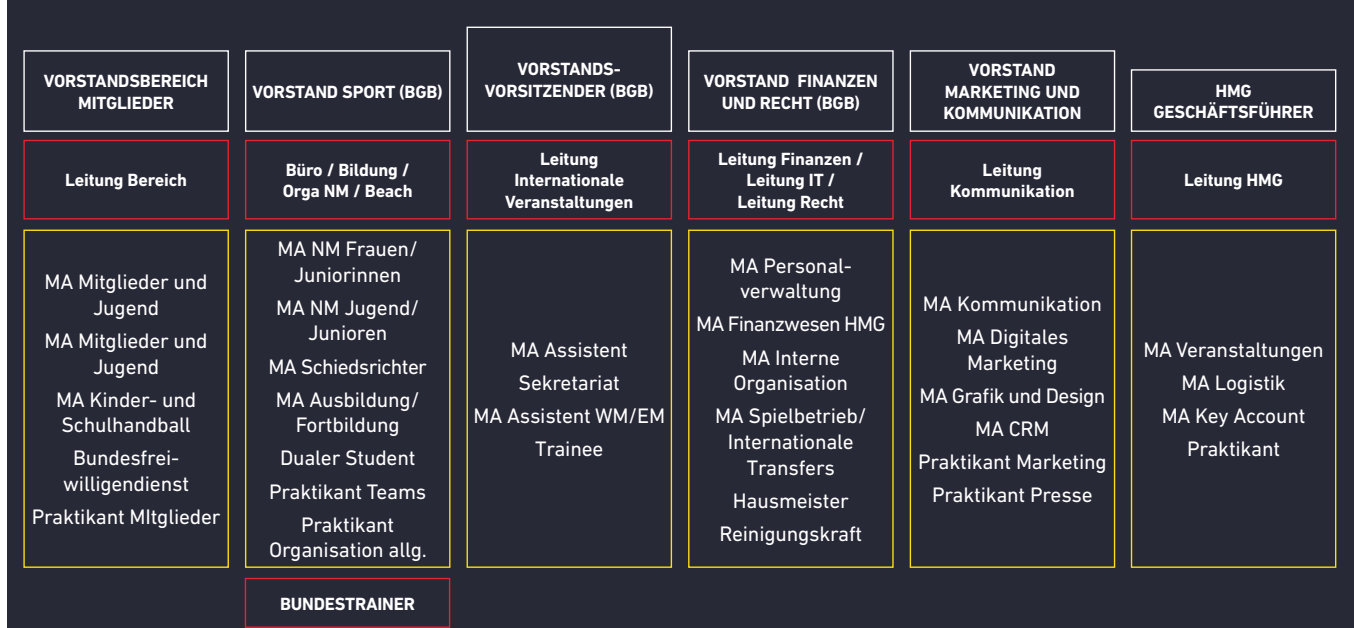 VORSTANDSBEREICH
MITGLIEDER
Leitung Bereich
MA Mitglieder und
Jugend
MA Mitglieder und
Jugend
MA Kinder- und
Schulhandball
Bundesfrei-
willigendienst
Praktikant MItglieder
VORSTAND SPORT (BGB)
Büro / Bildung /
Orga NM / Beach
MA NM Frauen/
Juniorinnen
MA NM Jugend/
Junioren
MA Schiedsrichter
MA Ausbildung/
Fortbildung
Dualer Student
Praktikant Teams
Praktikant
Organisation allg.
BUNDESTRAINER
VORSTANDS-
VORSITZENDER (BGB)
Leitung
Internationale
Veranstaltungen
MA Assistent
Sekretariat
MA Assistent WM/EM
Trainee
VORSTAND FINANZEN
UND RECHT (BGB)
Leitung Finanzen /
Leitung IT /
Leitung Recht
MA Personal-
verwaltung
MA Finanzwesen HMG
MA Interne
Organisation
MA Spielbetrieb/
Internationale
Transfers
Hausmeister
Reinigungskraft
VORSTAND
MARKETING UND
KOMMUNIKATION
Leitung
Kommunikation
MA Kommunikation
MA Digitales
Marketing
MA Grafik und Design
MA CRM
Praktikant Marketing
Praktikant Presse
HMG
GESCHÄFTSFÜHRER
Leitung HMG
MA Veranstaltungen
MA Logistik
MA Key Account
Praktikant